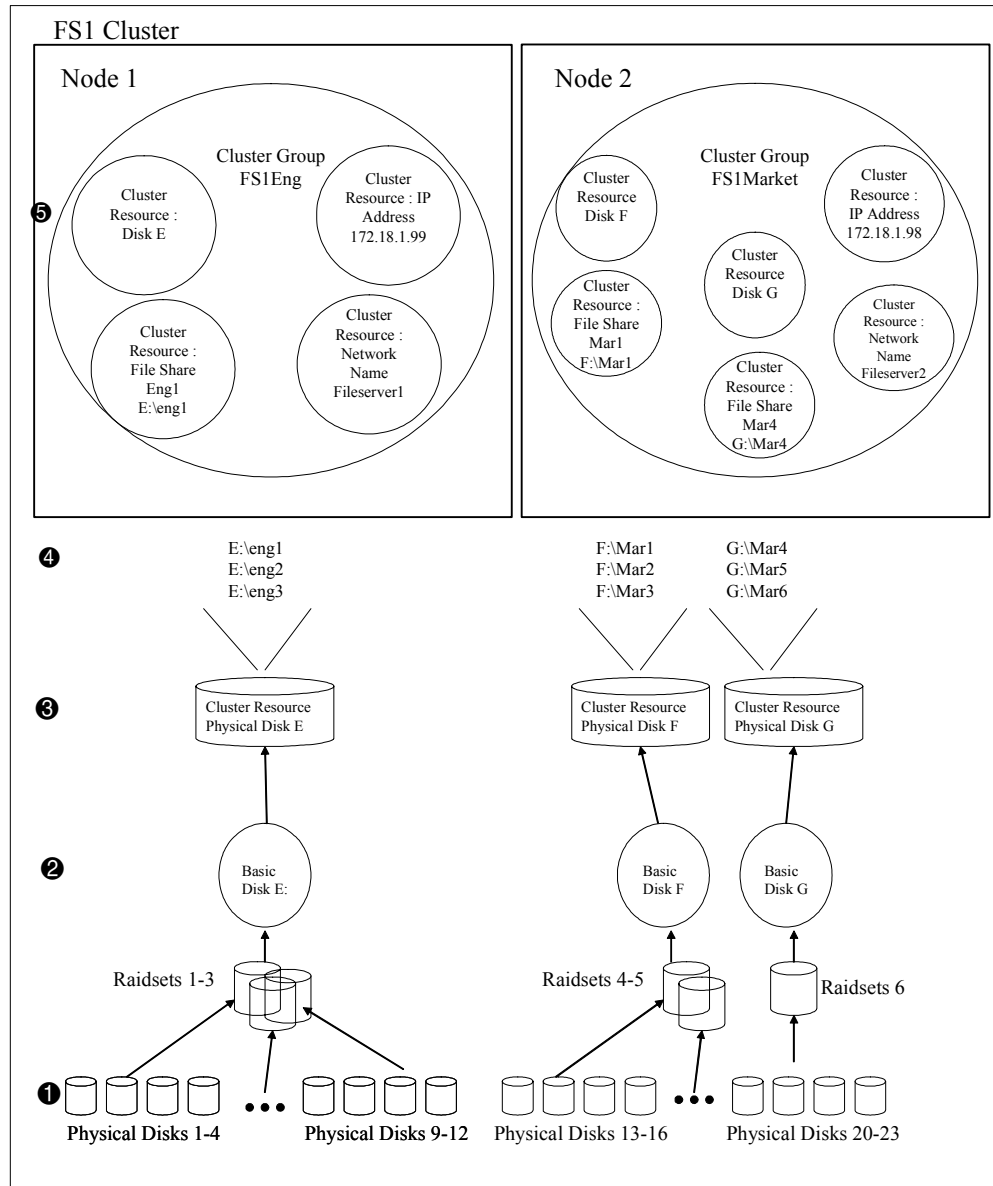 FS1 Cluster
Node 1
Cluster Group
FS1Eng
Cluster
Resource :
Disk E
Cluster
Resource : IP
Address
172.18.1.99
Cluster
Resource :
File Share
Eng1
E:\eng1
Cluster
Resource :
Network
Name
Fileserver1
Node 2
Cluster Group
FS1Market
Cluster
Resource
Disk F
Cluster
Resource :
IP Address
172.18.1.98
Cluster
Resource
Disk G
Cluster
Resource :
File Share
Mar1
F:\Mar1
Cluster
Resource :
Network
Name
Fileserver2
Cluster
Resource :
File Share
Mar4
G:\Mar4
❺
❹
E:\eng1
E:\eng2
E:\eng3
F:\Mar1
F:\Mar2
F:\Mar3
G:\Mar4
G:\Mar5
G:\Mar6
❸
Cluster Resource
Physical Disk E
Cluster Resource
Physical Disk F
Cluster Resource
Physical Disk G
❷
Basic
Disk E:
Basic
Disk F
Basic
Disk G
Raidsets 1-3
Raidsets 4-5
Raidsets 6
❶
Physical Disks 1-4
Physical Disks 9-12
Physical Disks 13-16
Physical Disks 20-23